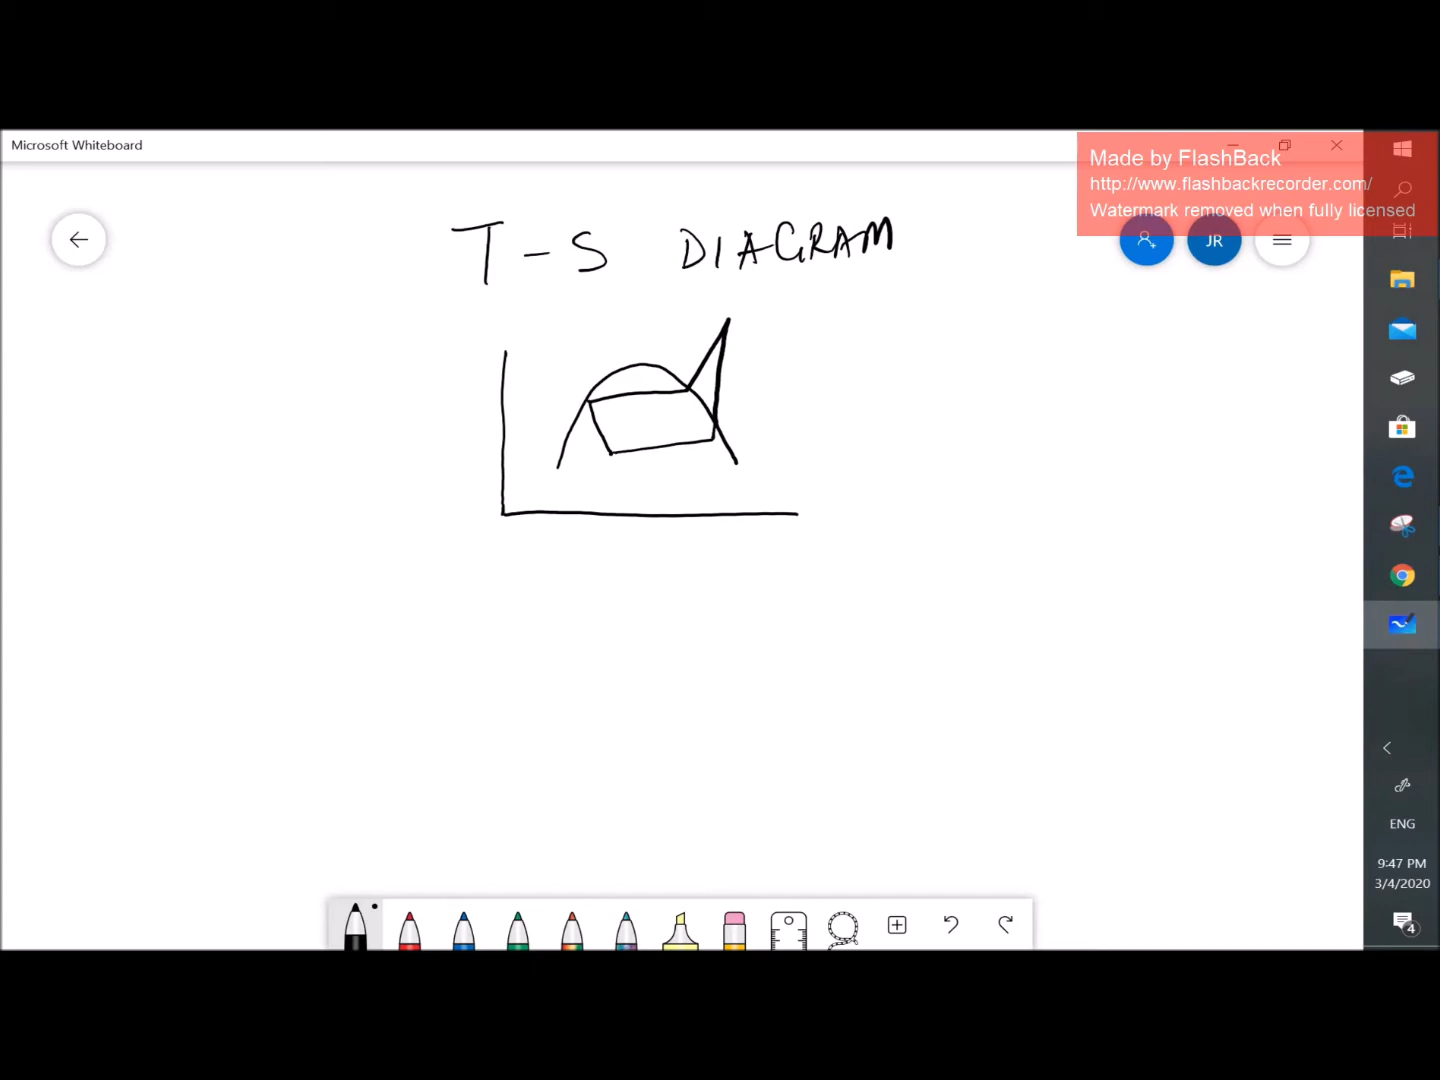 Microsoft Whiteboard
Made by FlashBack
http://www.flashbackrecorder.com/
Watermark removed when fully licensed
JR
T-S DIAGRAM
ENG
9:47 PM
3/4/2020
4